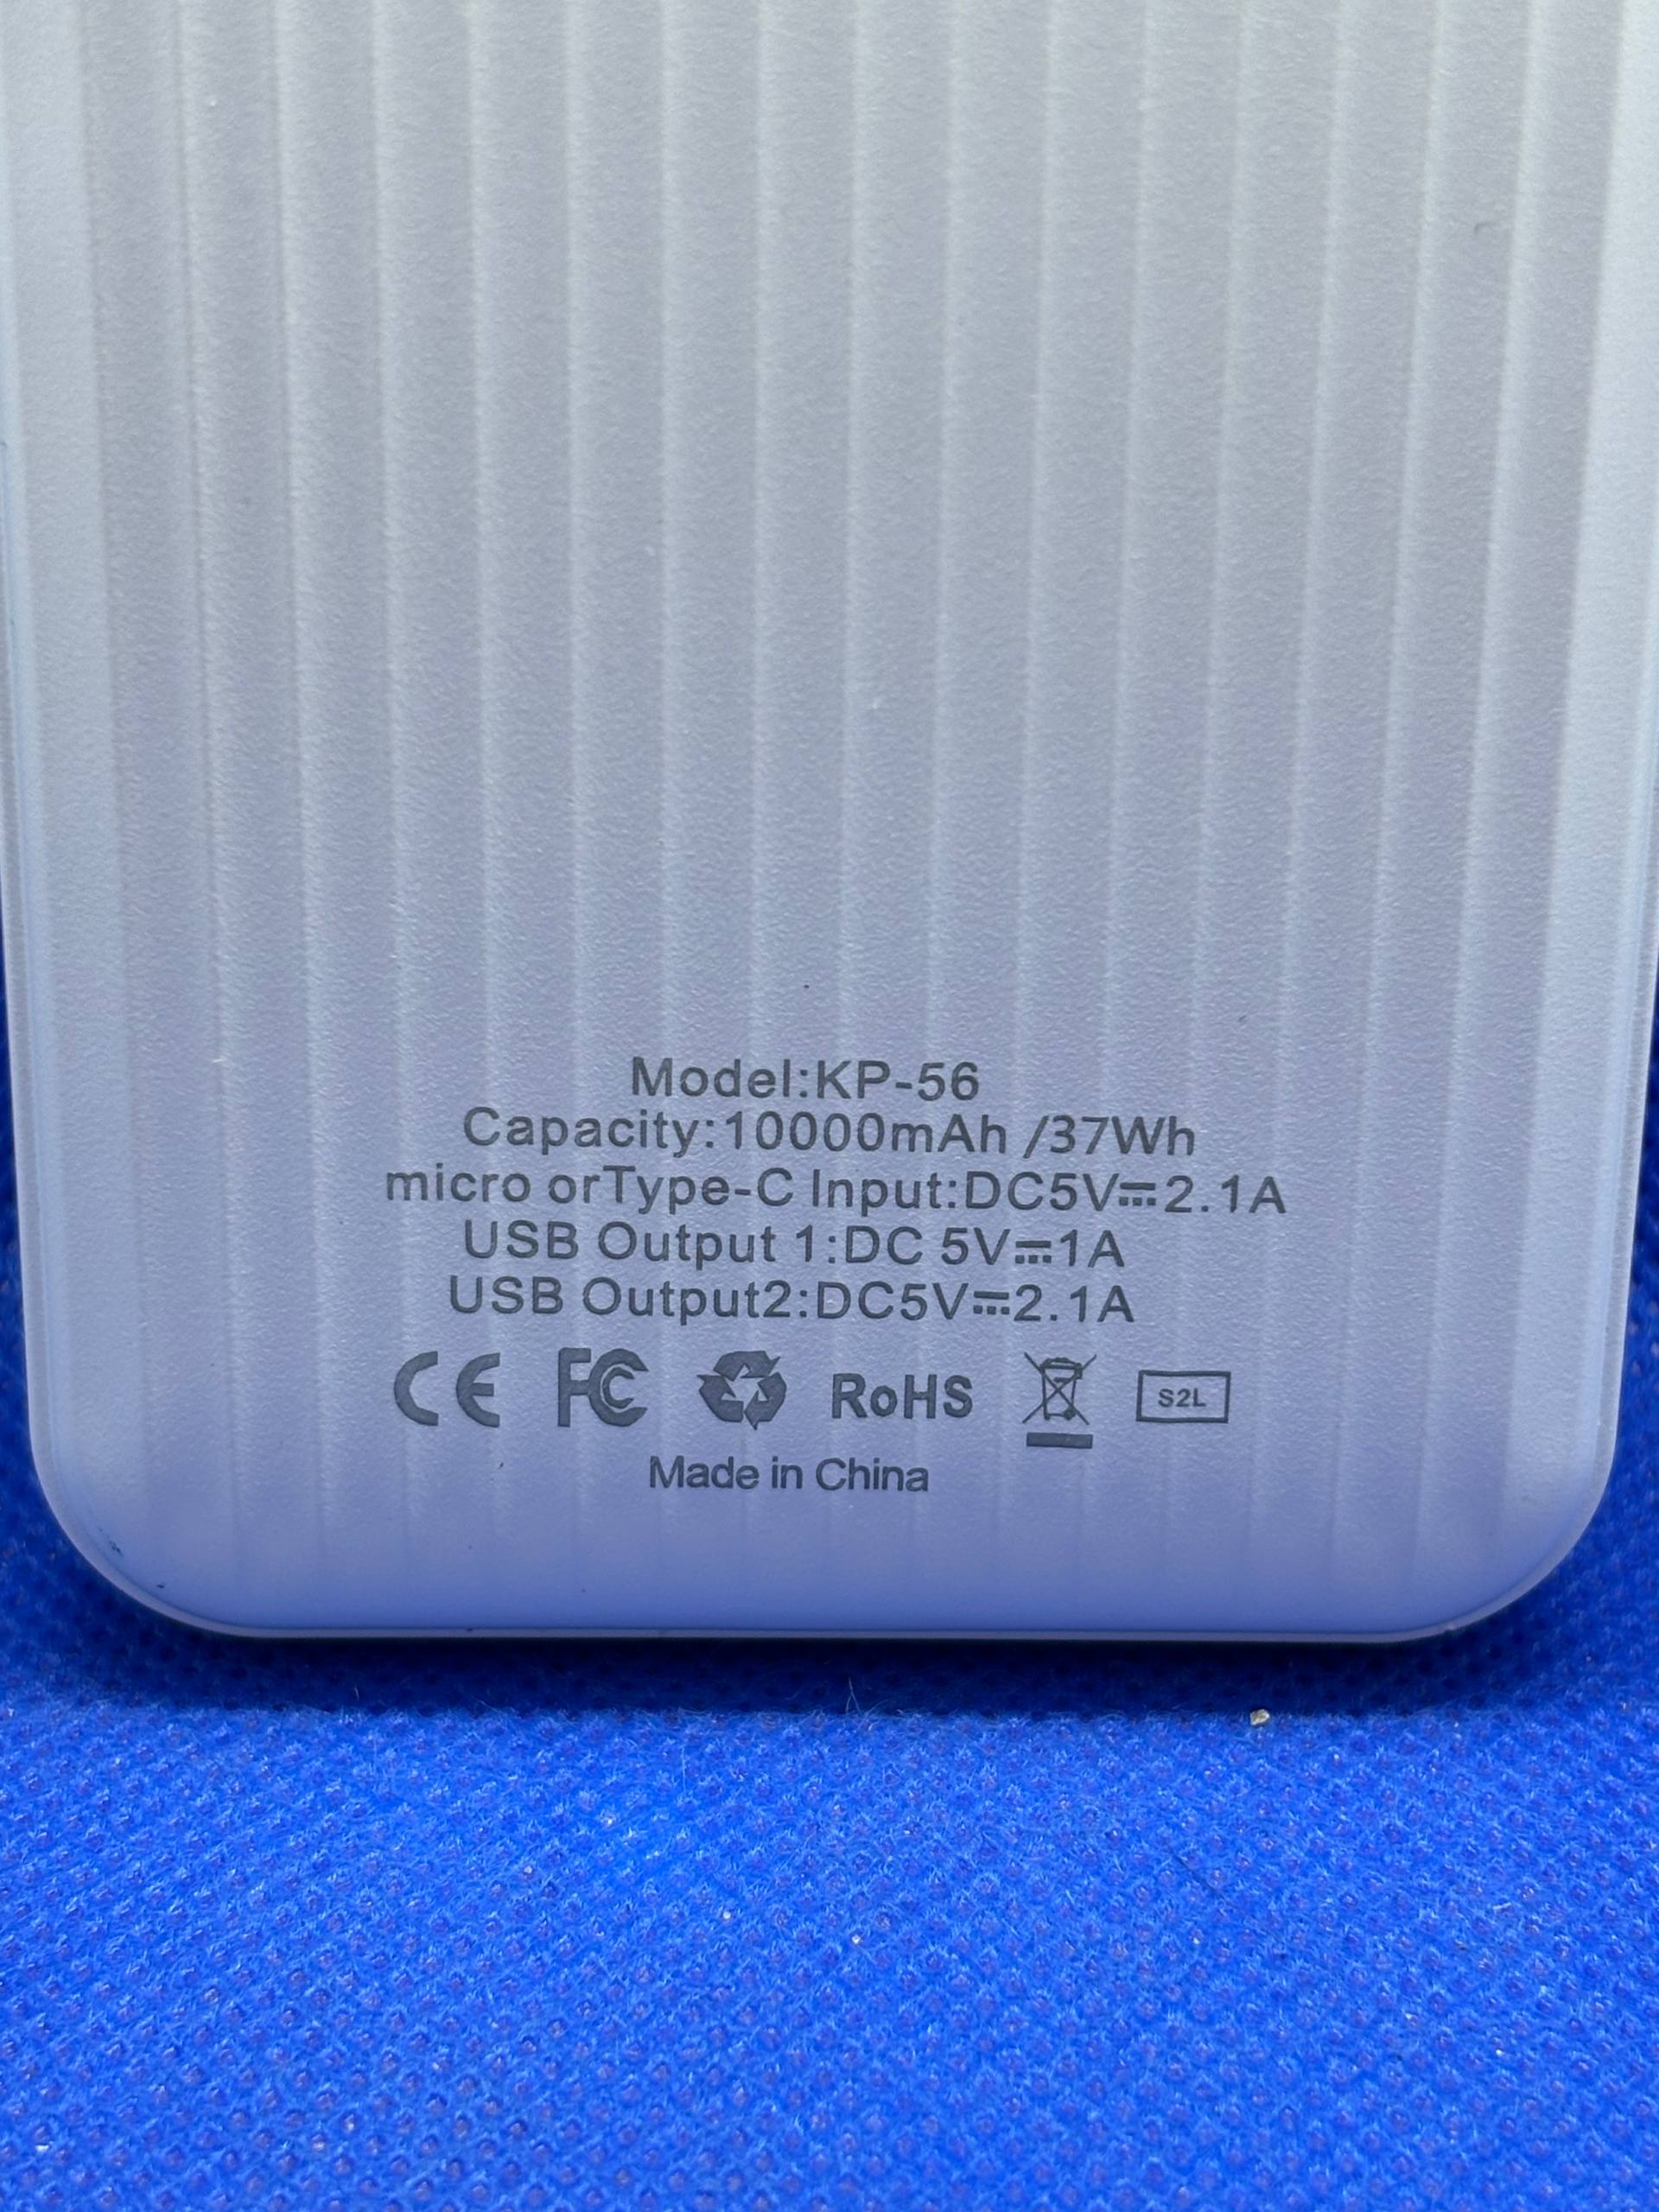 Model:KP-56
Capacity:10000mAh /37Wh
micro orType-C Input:DC5V⎓2.1A
USB Output 1:DC 5V⎓1A
USB Output2:DC5V⎓2.1A
CE FC RoHS S2L
Made in China